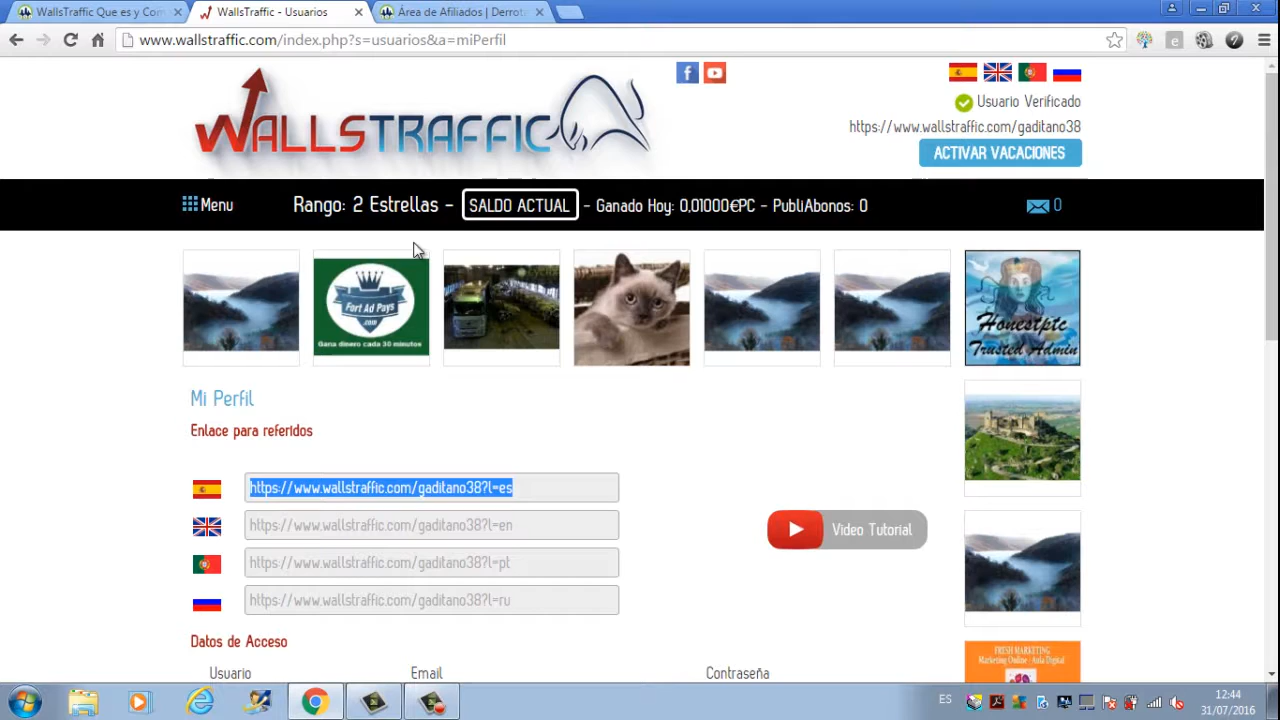 WallsTraffic Que es y Com
WallsTraffic - Usuarios
Área de Afiliados | Derrot
www.wallstraffic.com/index.php?s=usuarios&a=miPerfil
WALLSTRAFFIC
Usuario Verificado
https://www.wallstraffic.com/gaditano38
ACTIVAR VACACIONES
Menu
Rango: 2 Estrellas - SALDO ACTUAL - Ganado Hoy: 0,01000€PC - PubliAbonos: 0
0
Fort Ad Pays
.com
Gana dinero cada 30 minutos
Honestptc
Trusted Admin
Mi Perfil
Enlace para referidos
https://www.wallstraffic.com/gaditano38?l=es
https://www.wallstraffic.com/gaditano38?l=en
https://www.wallstraffic.com/gaditano38?l=pt
https://www.wallstraffic.com/gaditano38?l=ru
Video Tutorial
Datos de Acceso
Usuario
Email
Contraseña
FRESH MARKETING
Marketing Online - Aula Digital
ES
12:44
31/07/2016